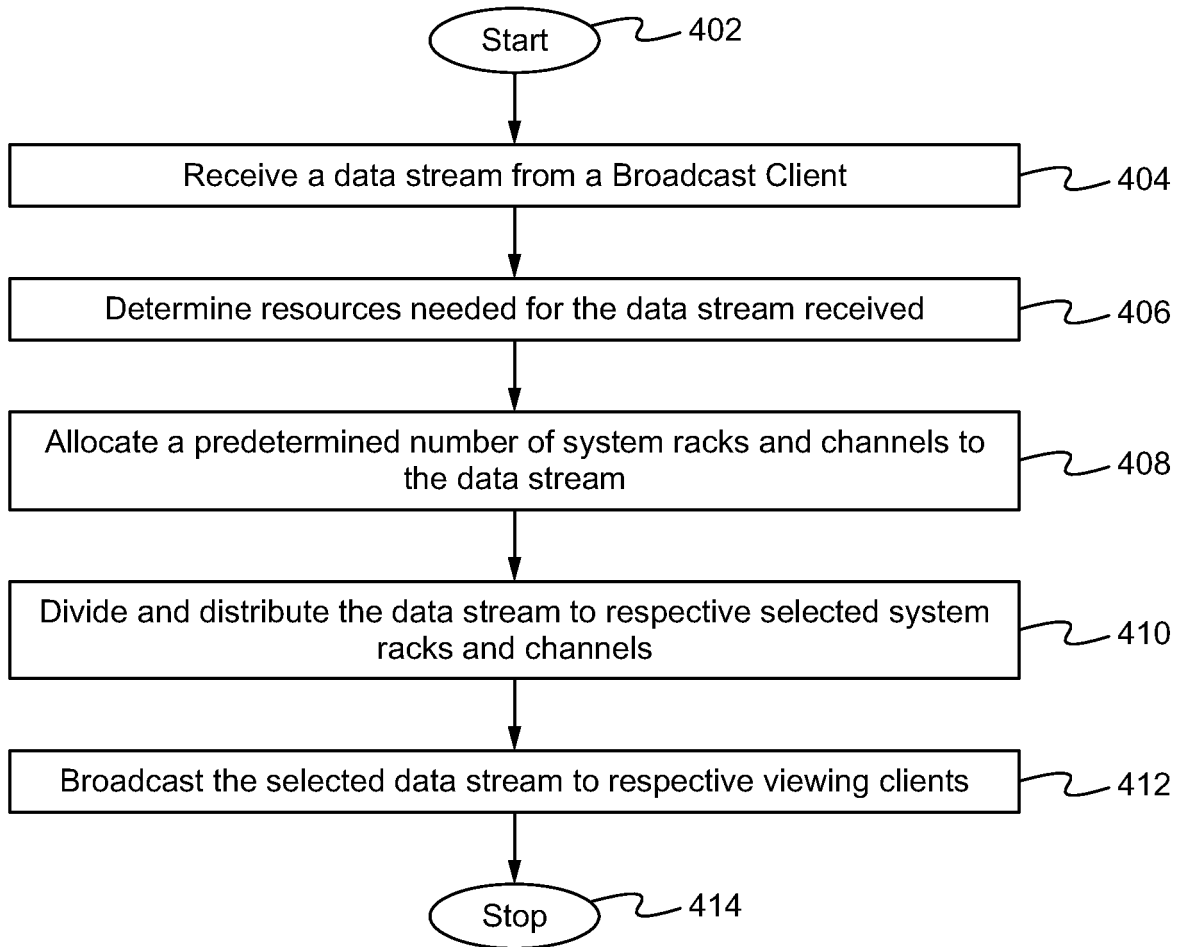 Start
402
Receive a data stream from a Broadcast Client
404
Determine resources needed for the data stream received
406
Allocate a predetermined number of system racks and channels to
the data stream
408
Divide and distribute the data stream to respective selected system
racks and channels
410
Broadcast the selected data stream to respective viewing clients
412
Stop
414